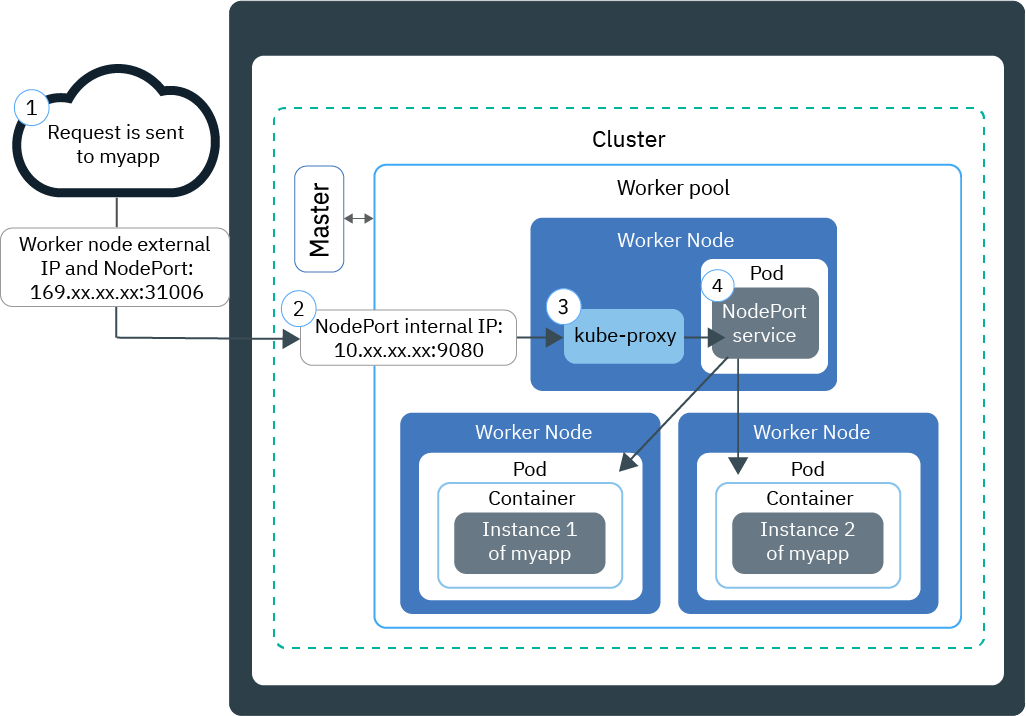 1
Request is sent
to myapp
Worker node external
IP and NodePort:
169.xx.xx.xx:31006
Cluster
Master
Worker pool
2
NodePort internal IP:
10.xx.xx.xx:9080
Worker Node
3
kube-proxy
Pod
4
NodePort
service
Worker Node
Pod
Container
Instance 1
of myapp
Worker Node
Pod
Container
Instance 2
of myapp